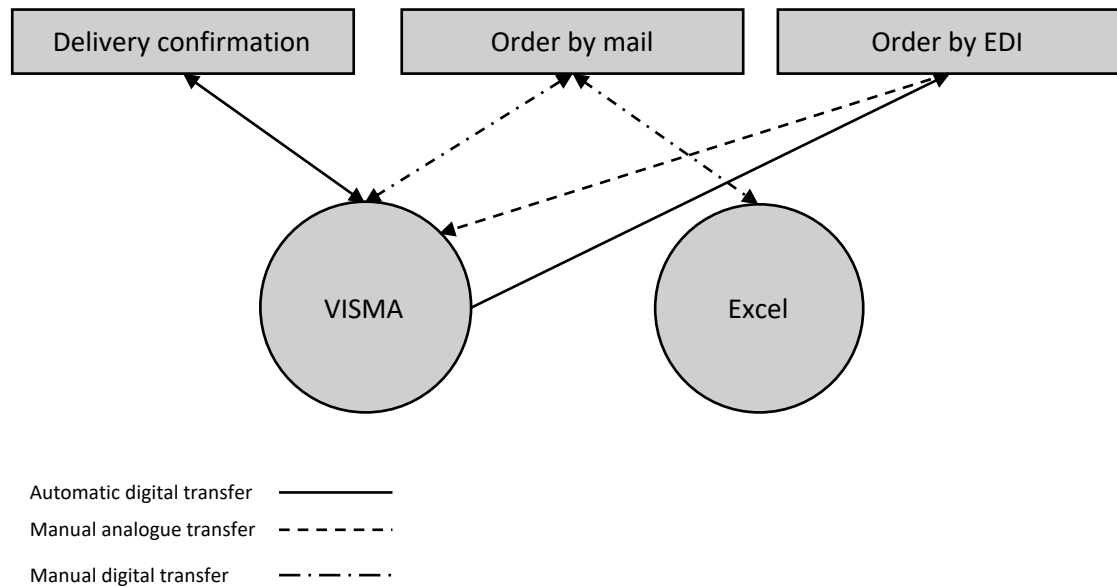 Delivery confirmation
Order by mail
Order by EDI
VISMA
Excel
Automatic digital transfer
Manual analogue transfer
Manual digital transfer